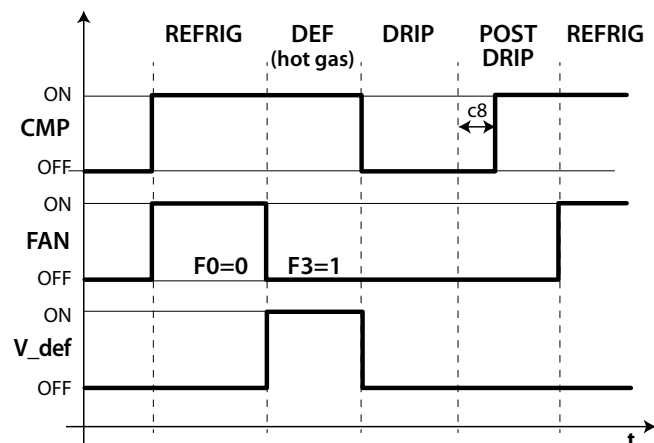 REFRIG DEF DRIP POST REFRIG
(hot gas) DRIP
ON
c8
CMP
OFF
ON
FAN
F0=0 F3=1
OFF
ON
V_def
OFF
t